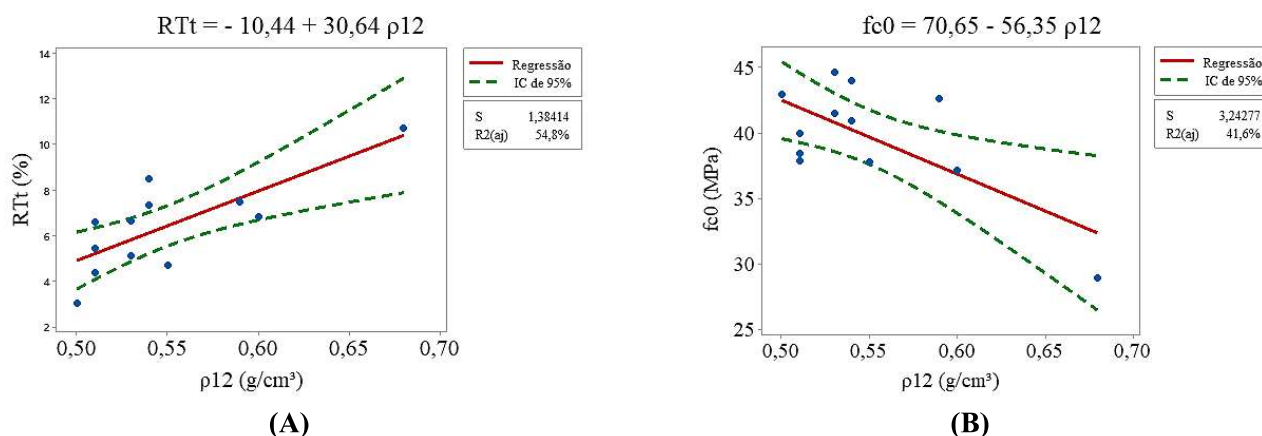 RTt = - 10,44 + 30,64 ρ12
14
12
10
8
6
4
2
RTt (%)
0,50 0,55 0,60 0,65 0,70
ρ12 (g/cm³)
Regressão
IC de 95%
S 1,38414
R2(aj) 54,8%
(A)
fc0 = 70,65 - 56,35 ρ12
45
40
35
30
25
fc0 (MPa)
0,50 0,55 0,60 0,65 0,70
ρ12 (g/cm³)
Regressão
IC de 95%
S 3,24277
R2(aj) 41,6%
(B)